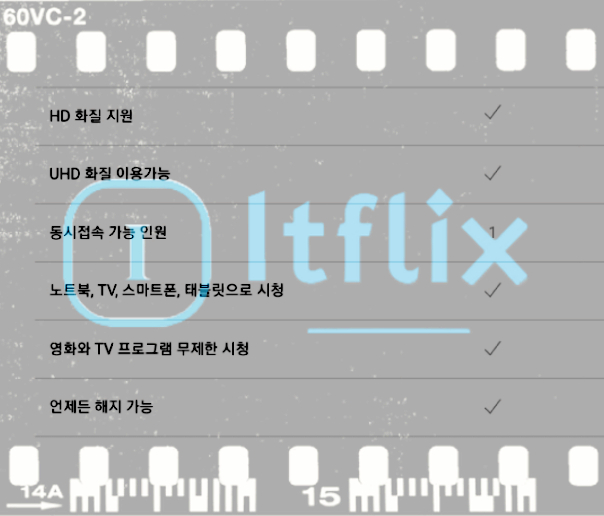 60VC-2
HD 화질 지원 ✓
UHD 화질 이용가능 ✓
동시접속 가능 인원 1
I Itflix
노트북, TV, 스마트폰, 태블릿으로 시청 ✓
영화와 TV 프로그램 무제한 시청 ✓
언제든 해지 가능 ✓
14A 15